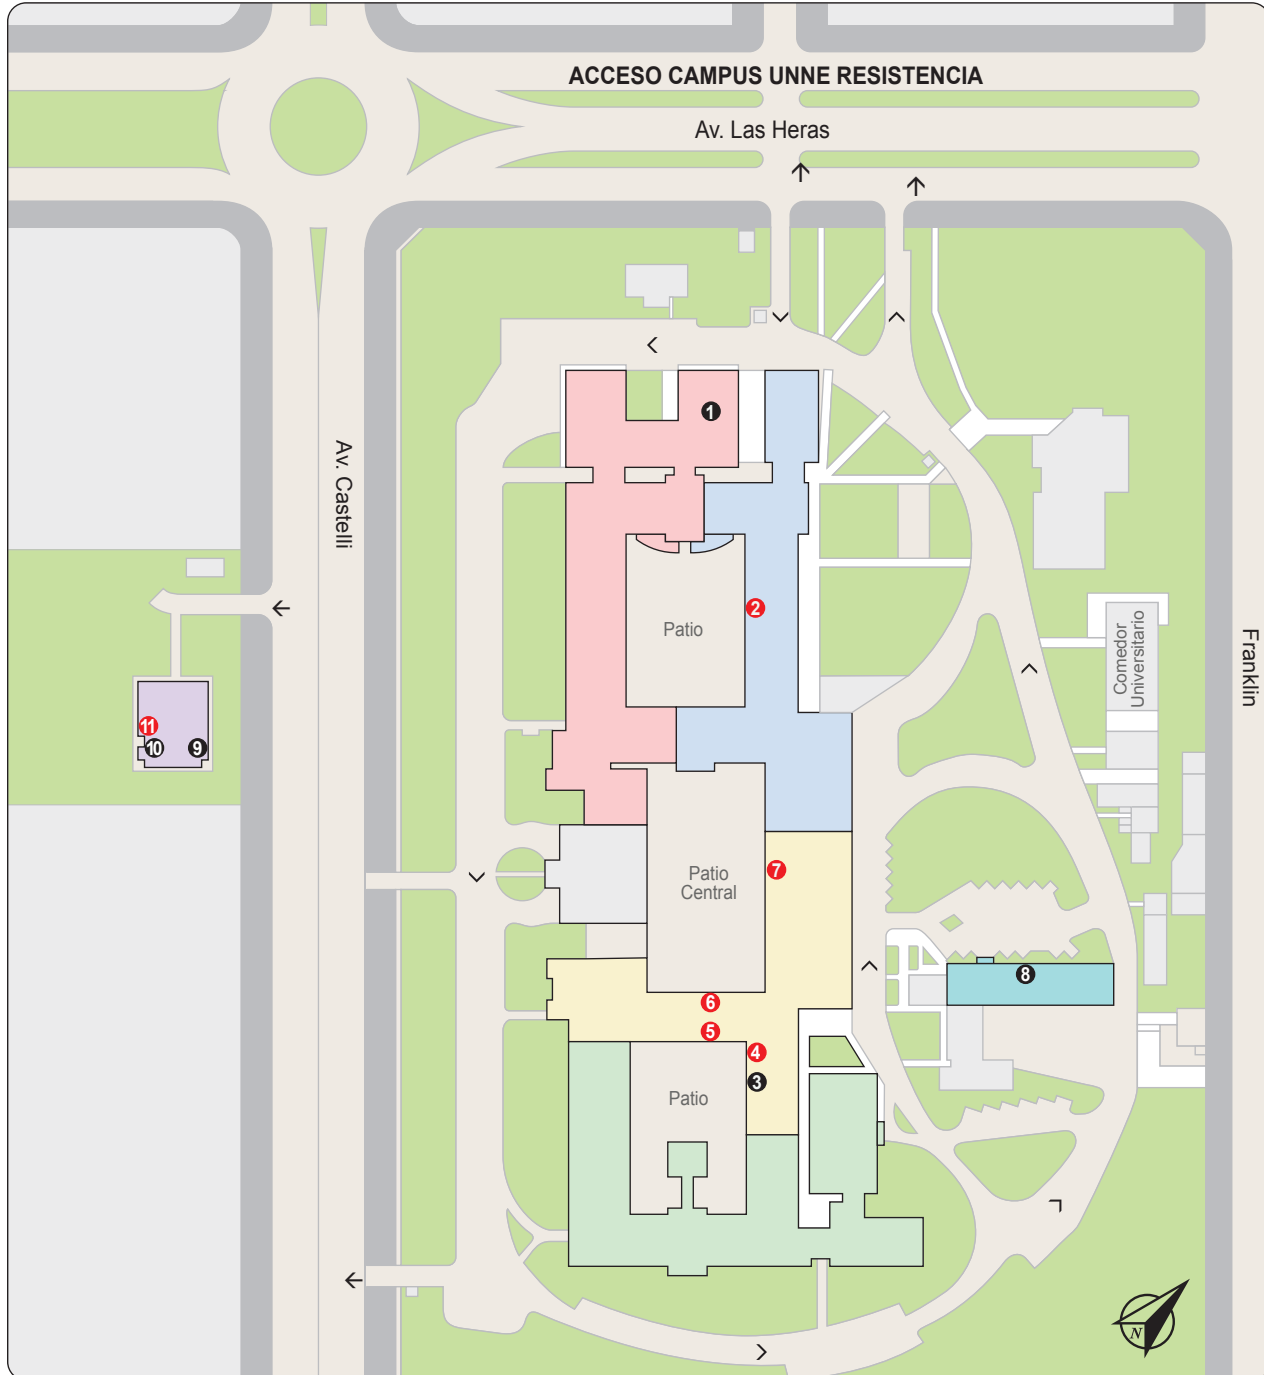 ACCESO CAMPUS UNNE RESISTENCIA
Av. Las Heras
1
Av. Castelli
2
Patio
Comedor
Universitario
Franklin
11
10
9
7
Patio
Central
8
6
5
4
3
Patio
N